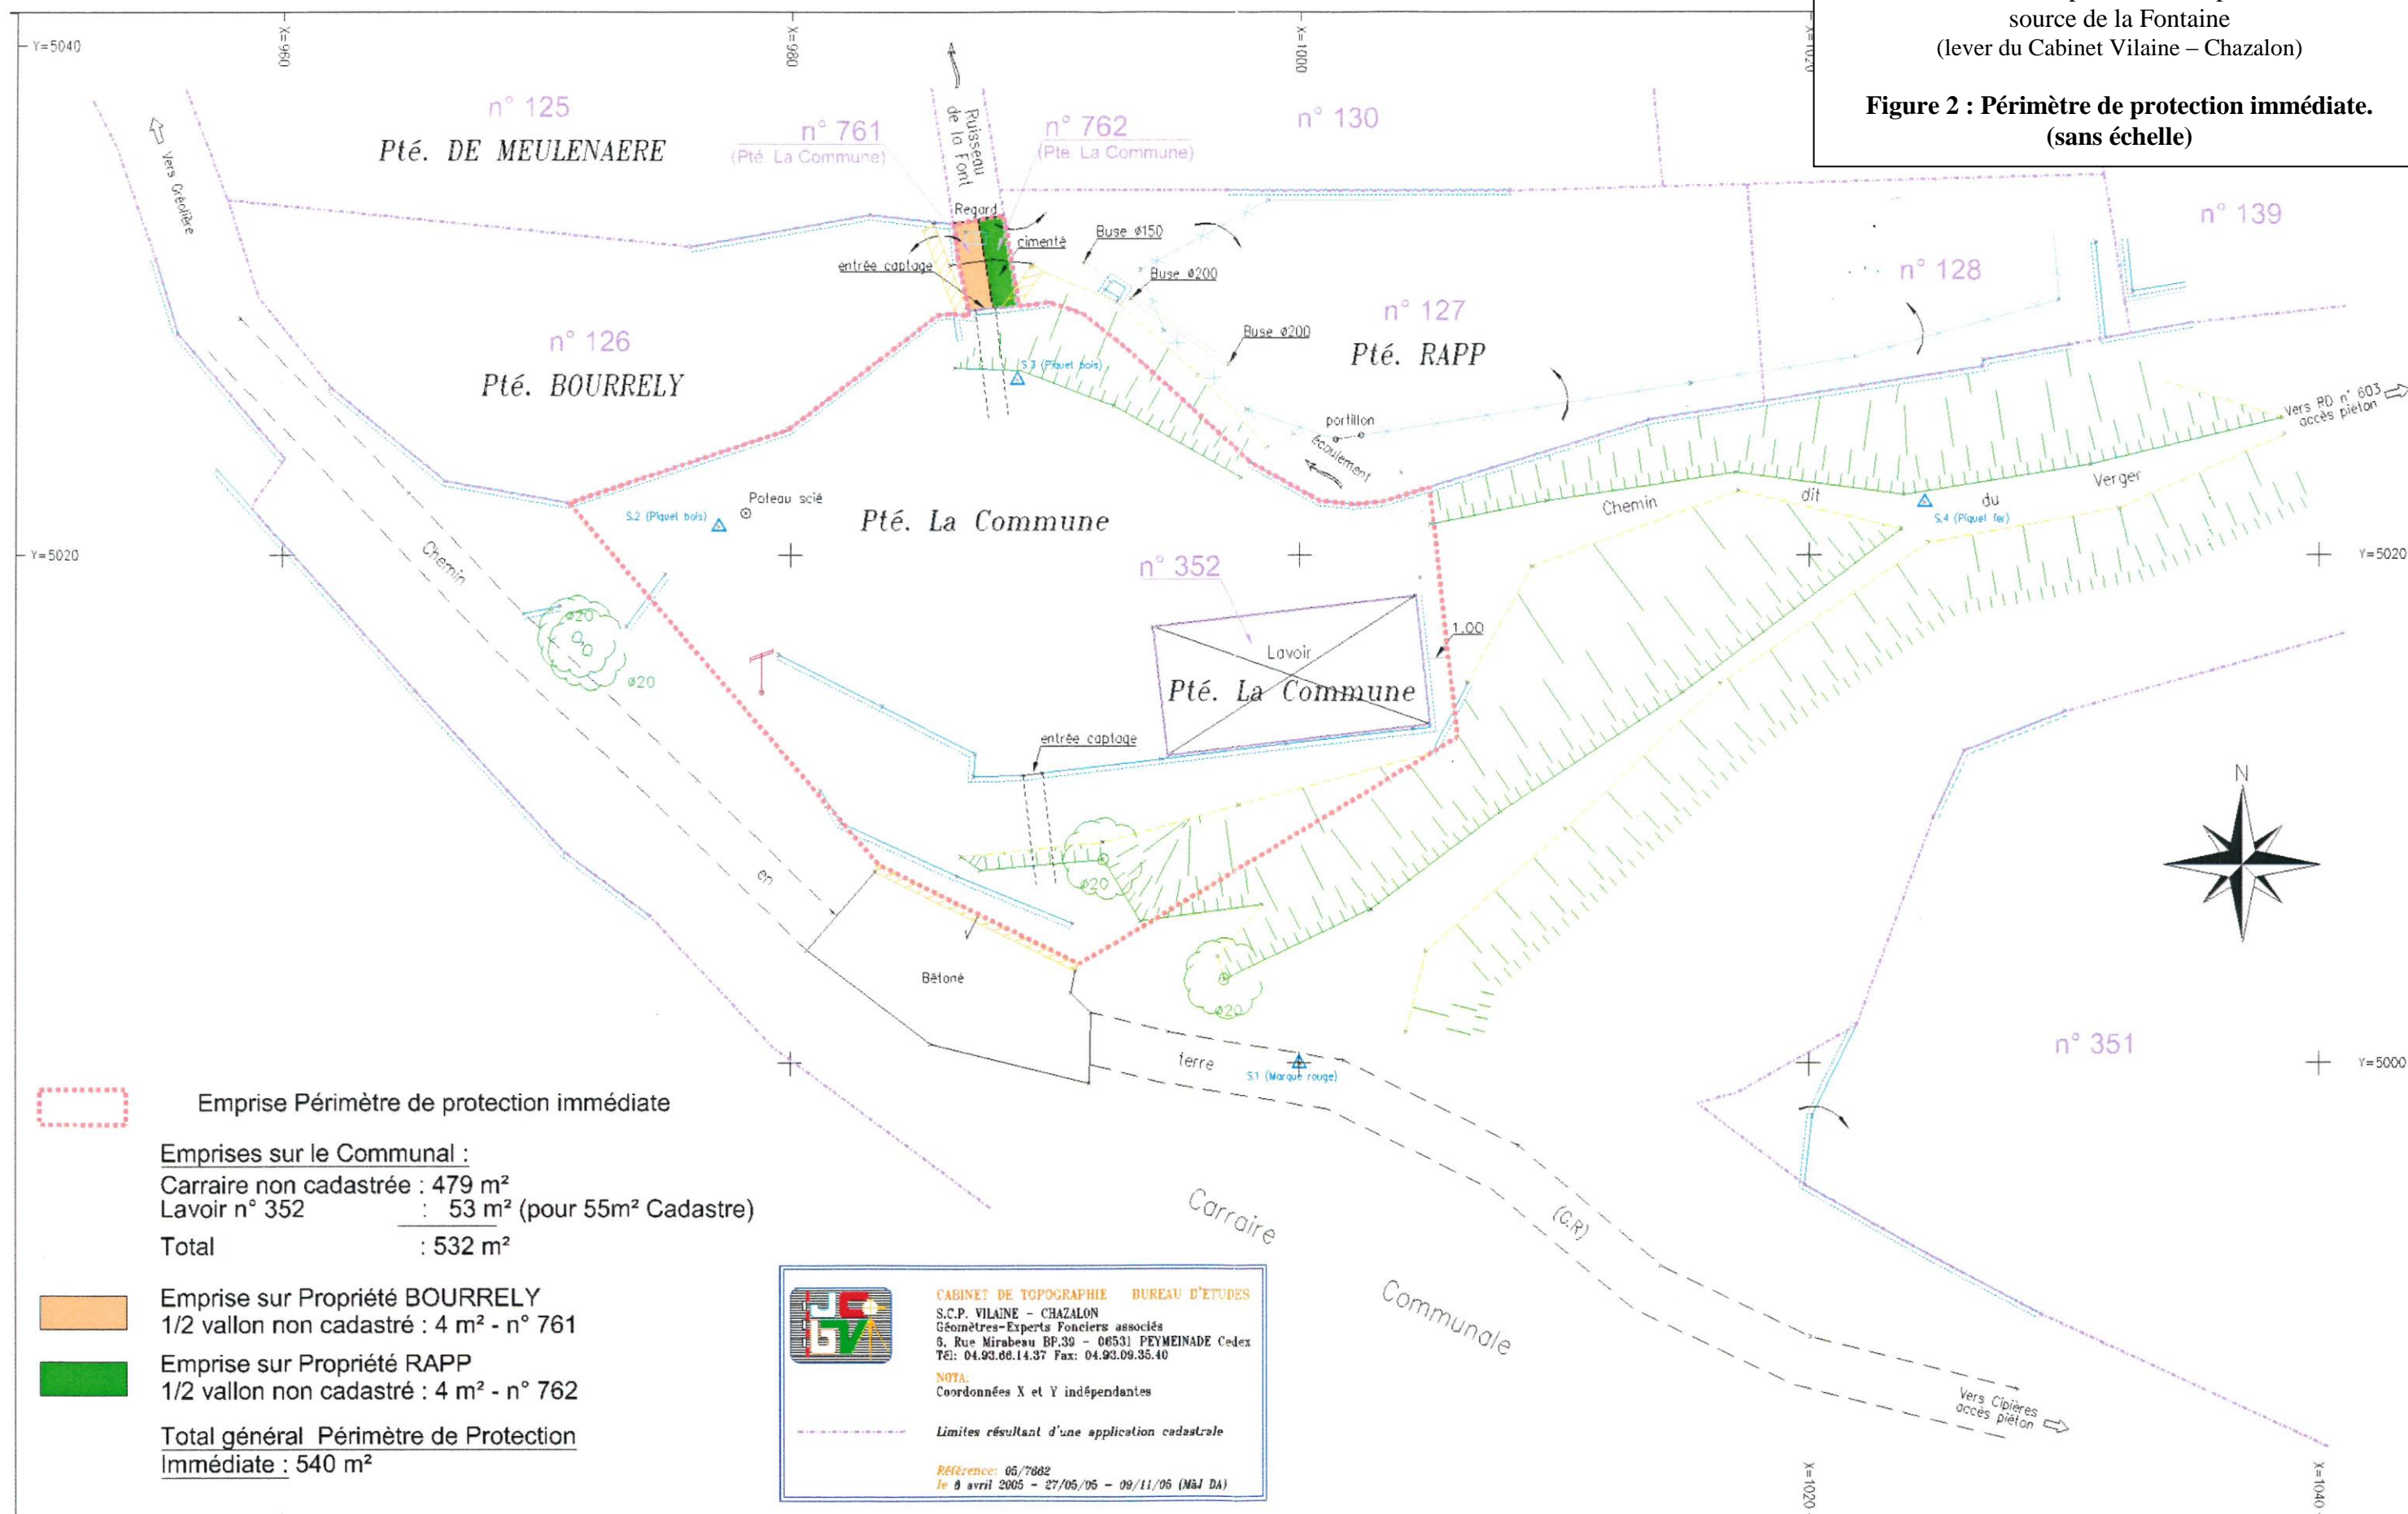 source de la Fontaine
(lever du Cabinet Vilaine – Chazalon)
Figure 2 : Périmètre de protection immédiate.
(sans échelle)
Y=5040
X=960
X=980
X=1000
X=1020
n° 125
Pté. DE MEULENAERE
n° 761
(Pté. La Commune)
Ruisseau
de la Font
n° 762
(Pte. La Commune)
n° 130
n° 139
Vers Gréolière
Regard
cimenté
entrée captage
Buse ø150
Buse ø200
Buse ø200
n° 128
n° 127
Pté. RAPP
n° 126
Pté. BOURRELY
S.3 (Piquet bois)
portillon
écoulement
Vers RD n° 603
accès piéton
Poteau scié
S.2 (Piquet bois)
Pté. La Commune
Chemin
dit
du
Verger
S.4 (Piquet fer)
Y=5020
Y=5020
Chemin
n° 352
ø20
ø20
Lavoir
1.00
Pté. La Commune
entrée captage
N
en
ø20
Bétoné
ø20
terre
S.1 (Marque rouge)
n° 351
Y=5000
Emprise Périmètre de protection immédiate
Emprises sur le Communal :
Carraire non cadastrée : 479 m²
Lavoir n° 352 : 53 m² (pour 55m² Cadastre)
Total : 532 m²
Emprise sur Propriété BOURRELY
1/2 vallon non cadastré : 4 m² - n° 761
Emprise sur Propriété RAPP
1/2 vallon non cadastré : 4 m² - n° 762
Total général Périmètre de Protection
Immédiate : 540 m²
Carraire
Communale
(G.R)
Vers Cipières
accès piéton
CABINET DE TOPOGRAPHIE BUREAU D'ETUDES
S.C.P. VILAINE - CHAZALON
Géomètres-Experts Fonciers associés
6, Rue Mirabeau BP.39 - 06531 PEYMEINADE Cedex
Tél: 04.93.66.14.37 Fax: 04.93.09.35.40
NOTA:
Coordonnées X et Y indépendantes
Limites résultant d'une application cadastrale
Référence: 05/7662
le 6 avril 2005 - 27/05/05 - 09/11/05 (MàJ DA)
X=1020
X=1040